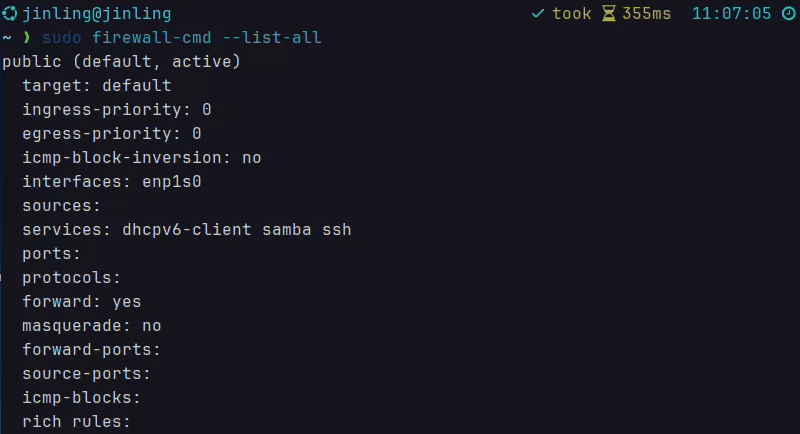 jinling@jinling ✓ took ⌛355ms 11:07:05
~ ❯ sudo firewall-cmd --list-all
public (default, active)
  target: default
  ingress-priority: 0
  egress-priority: 0
  icmp-block-inversion: no
  interfaces: enp1s0
  sources:
  services: dhcpv6-client samba ssh
  ports:
  protocols:
  forward: yes
  masquerade: no
  forward-ports:
  source-ports:
  icmp-blocks:
  rich rules: